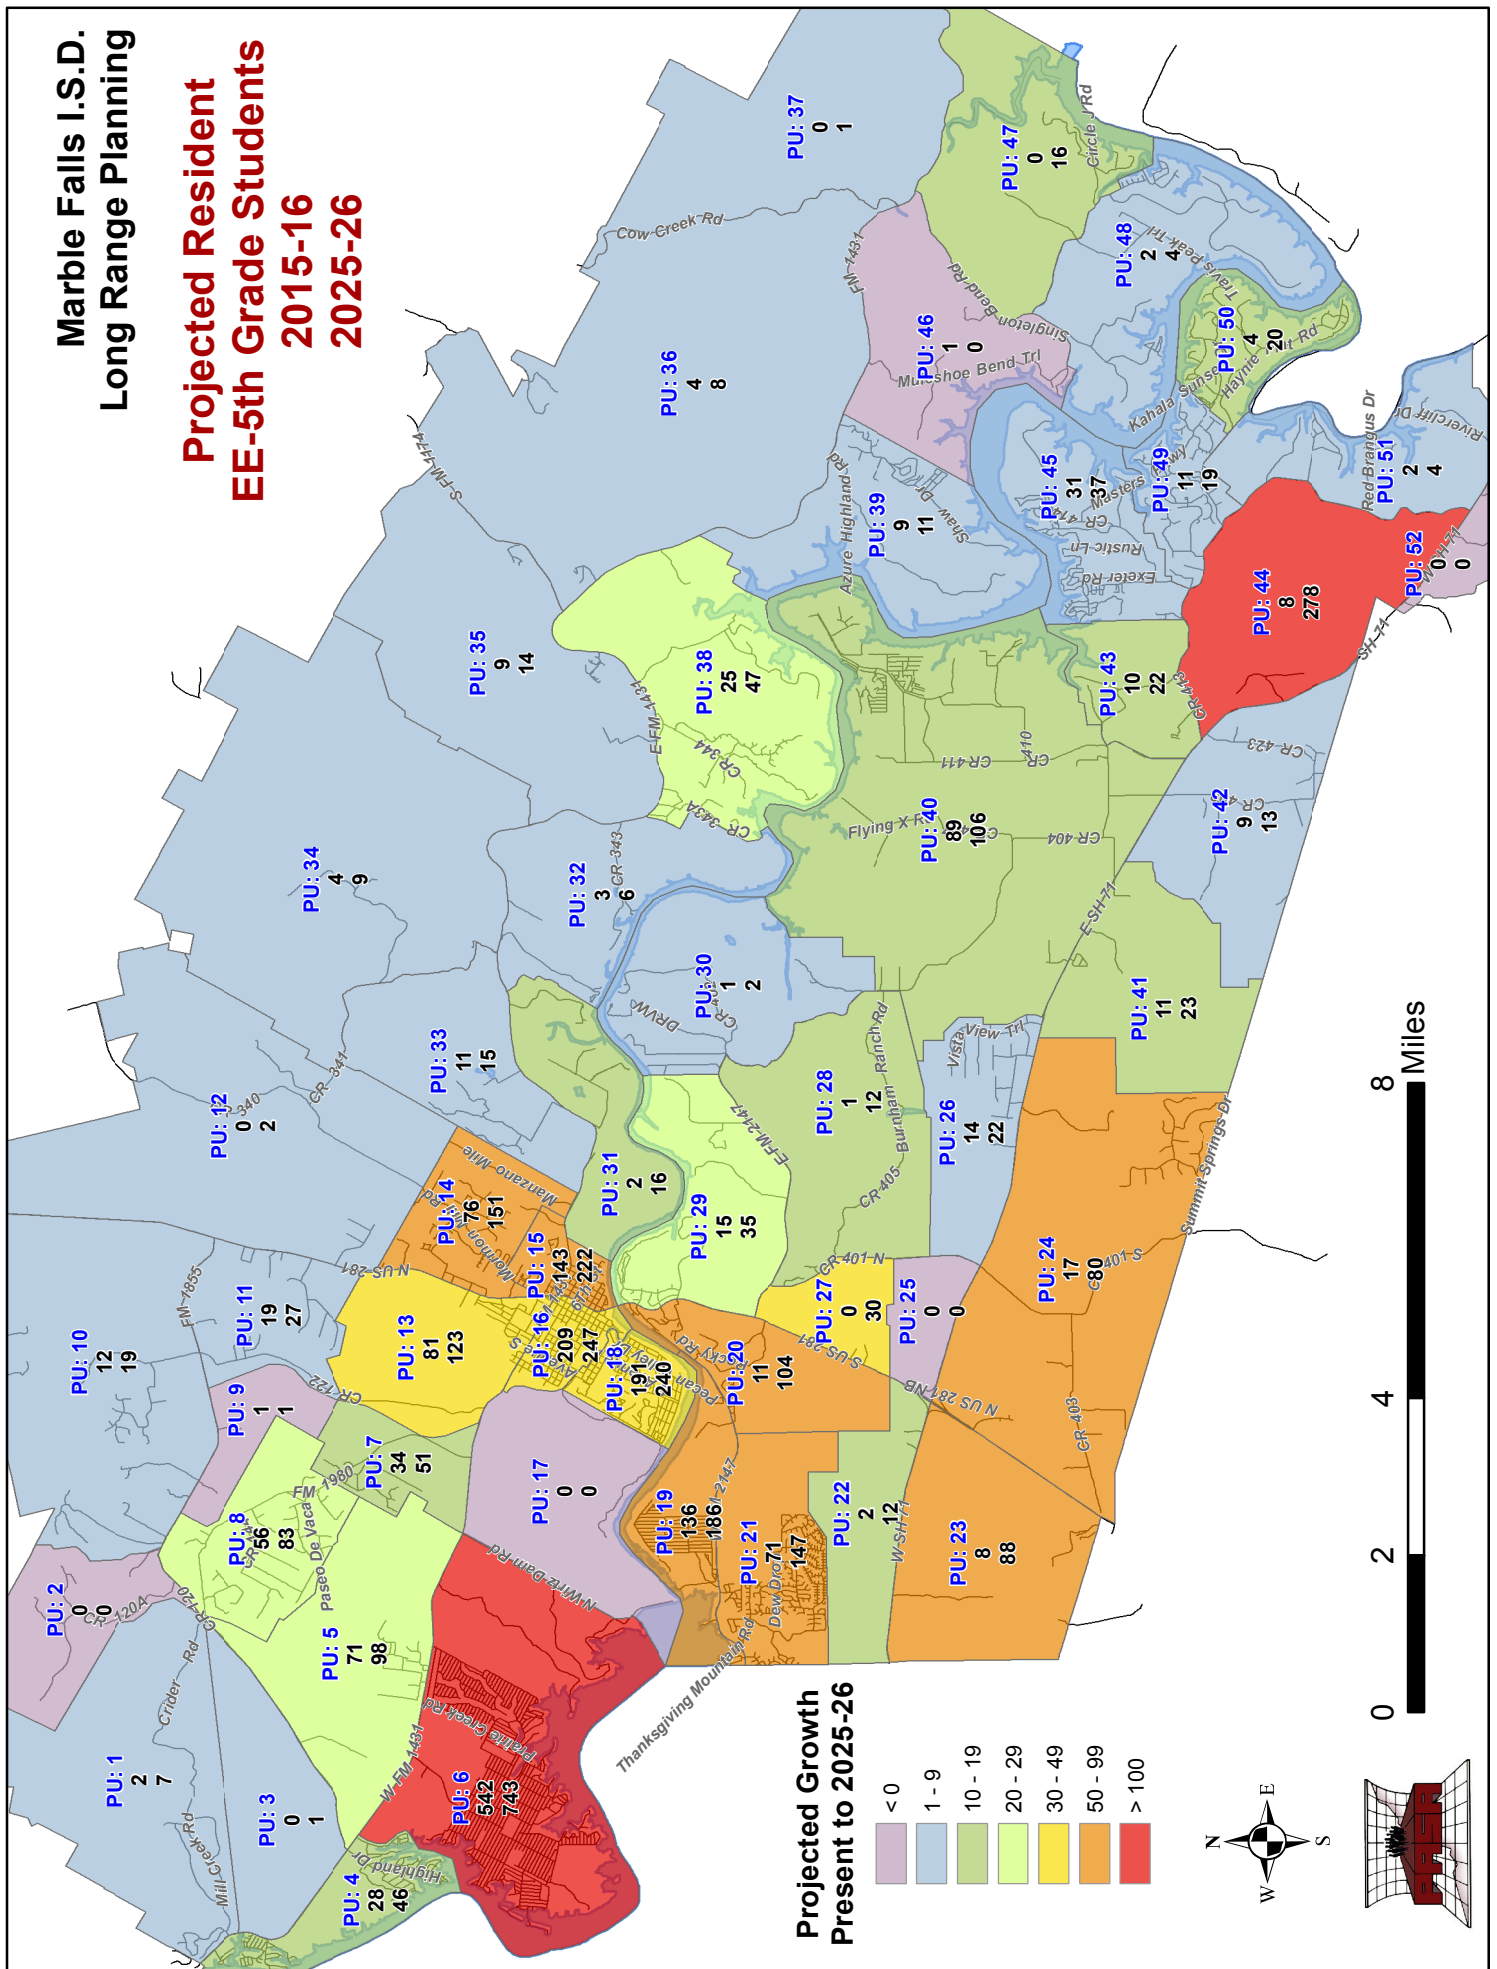 Marble Falls I.S.D.
Long Range Planning
Projected Resident
EE-5th Grade Students
2015-16
2025-26
PU: 1
2
7
PU: 2
0
0
PU: 3
0
1
PU: 4
28
46
PU: 5
71
98
PU: 6
542
743
PU: 7
34
51
PU: 8
56
83
PU: 9
1
1
PU: 10
12
19
PU: 11
19
27
PU: 12
0
2
PU: 13
81
123
PU: 14
76
151
PU: 15
143
222
PU: 16
209
247
PU: 17
0
0
PU: 18
191
240
PU: 19
136
186
PU: 20
11
104
PU: 21
71
147
PU: 22
2
12
PU: 23
8
88
PU: 24
17
80
PU: 25
0
0
PU: 26
14
22
PU: 27
0
30
PU: 28
1
12
PU: 29
15
35
PU: 30
1
2
PU: 31
2
16
PU: 32
3
6
PU: 33
11
15
PU: 34
4
9
PU: 35
9
14
PU: 36
4
8
PU: 37
0
1
PU: 38
25
47
PU: 39
9
11
PU: 40
89
106
PU: 41
11
23
PU: 42
9
13
PU: 43
10
22
PU: 44
8
278
PU: 45
31
37
PU: 46
1
0
PU: 47
0
16
PU: 48
2
4
PU: 49
11
19
PU: 50
4
20
PU: 51
2
4
PU: 52
0
0
Mill Creek Rd
Crider Rd
CR 120A
CR 120
Highland Dr
W FM 1431
Prairie Creek Rd
N Wirtz Dam Rd
Paseo De Vaca
FM 1980
CR 122
FM 1855
N US 281
CR 340
CR 341
Mormon Mill Rd
Manzano Mile
6th St
Avenue S
Pecan
Rocky Rd
Thanksgiving Mountain Rd
Dew Drop
FM 2147
W SH 71
S US 281
N US 281 NB
CR 403
CR 401 S
CR 401 N
Summit Springs Dr
E FM 2147
CR 405
Burnham Ranch Rd
Vista View Trl
DRVW
CR 343
CR 343A
CR 344
E FM 1431
S FM 1174
Cow Creek Rd
FM 1431
Singleton Bend Rd
Muleshoe Bend Trl
Azure Highland Rd
Shaw Dr
Flying X R
CR 404
CR 411
CR 410
E SH 71
CR 423
CR 413
SH 71
W SH 71
Exeter Rd
Rustic Ln
CR 414
Masters Pkwy
Kahala Sunset
Haynie Flat Rd
Travis Peak Trl
Circle J Rd
Red Brangus Dr
Rivercliff Dr
Projected Growth
Present to 2025-26
< 0
1 - 9
10 - 19
20 - 29
30 - 49
50 - 99
> 100
N
W
E
S
0
2
4
8
Miles